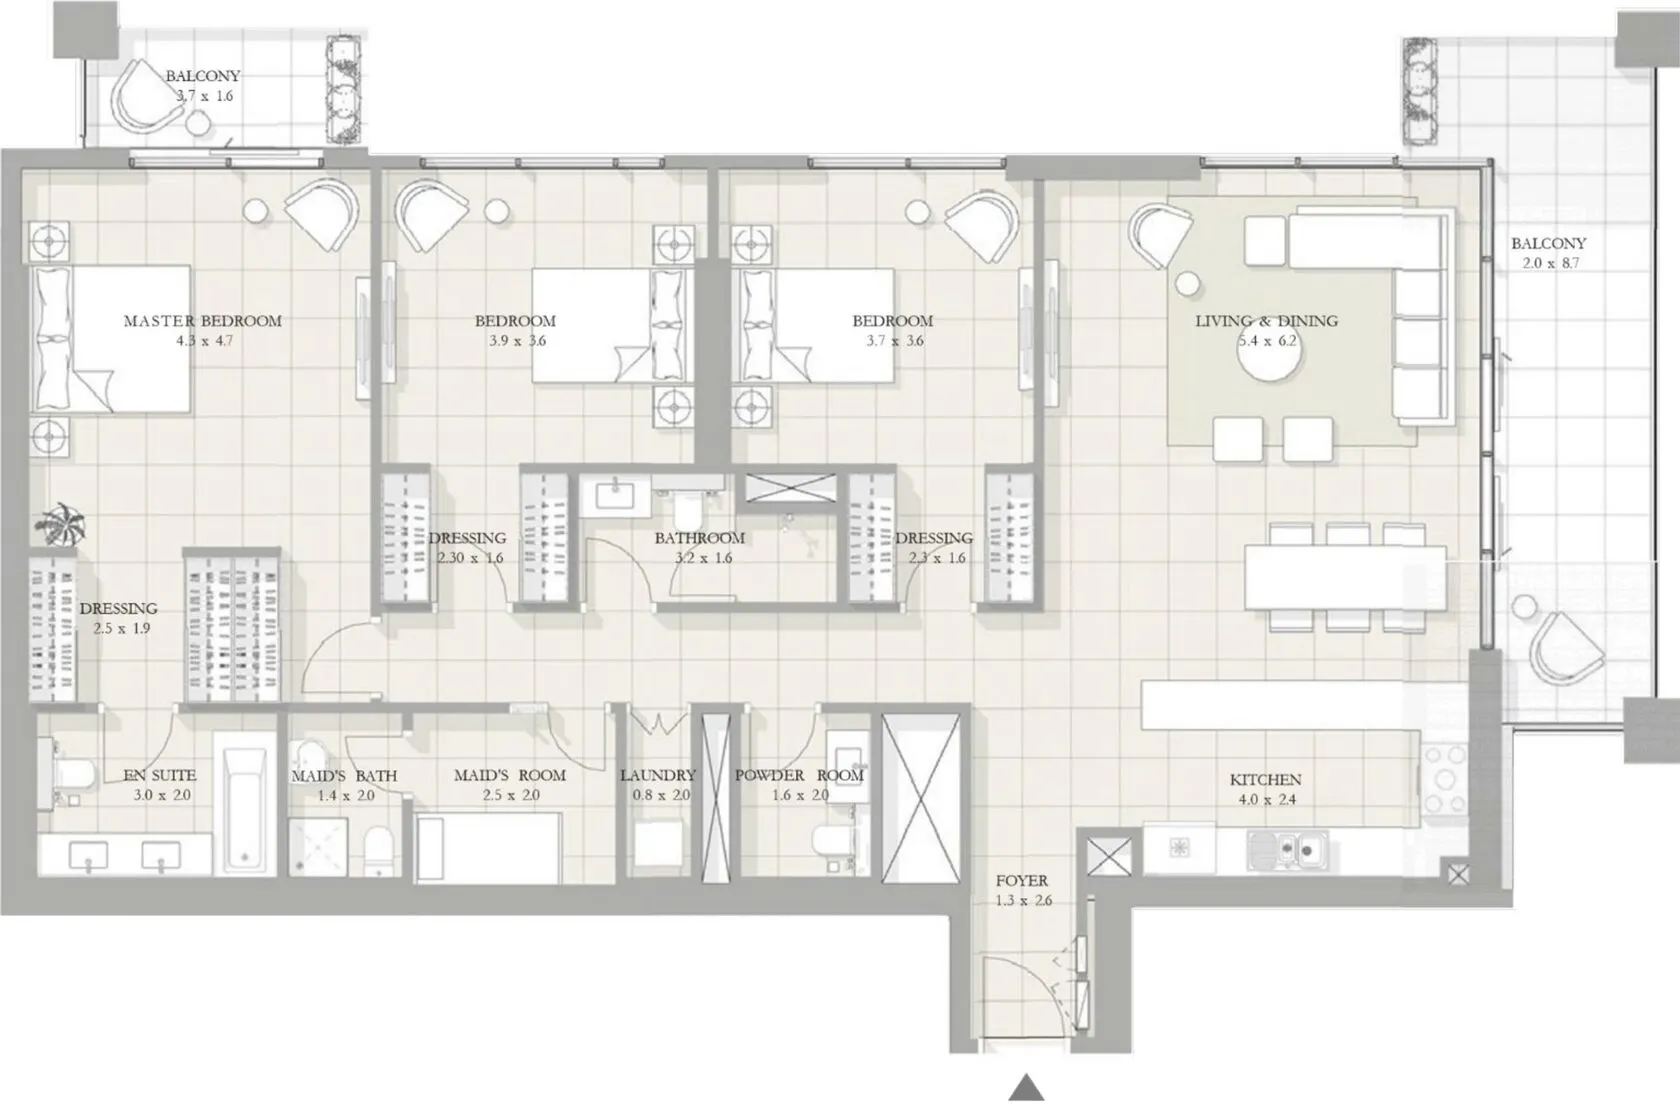 BALCONY
3.7 x 1.6
BALCONY
2.0 x 8.7
MASTER BEDROOM
4.3 x 4.7
BEDROOM
3.9 x 3.6
BEDROOM
3.7 x 3.6
LIVING & DINING
5.4 x 6.2
DRESSING
2.30 x 1.6
BATHROOM
3.2 x 1.6
DRESSING
2.3 x 1.6
DRESSING
2.5 x 1.9
EN SUITE
3.0 x 2.0
MAID'S BATH
1.4 x 2.0
MAID'S ROOM
2.5 x 2.0
LAUNDRY
0.8 x 2.0
POWDER ROOM
1.6 x 2.0
KITCHEN
4.0 x 2.4
FOYER
1.3 x 2.6